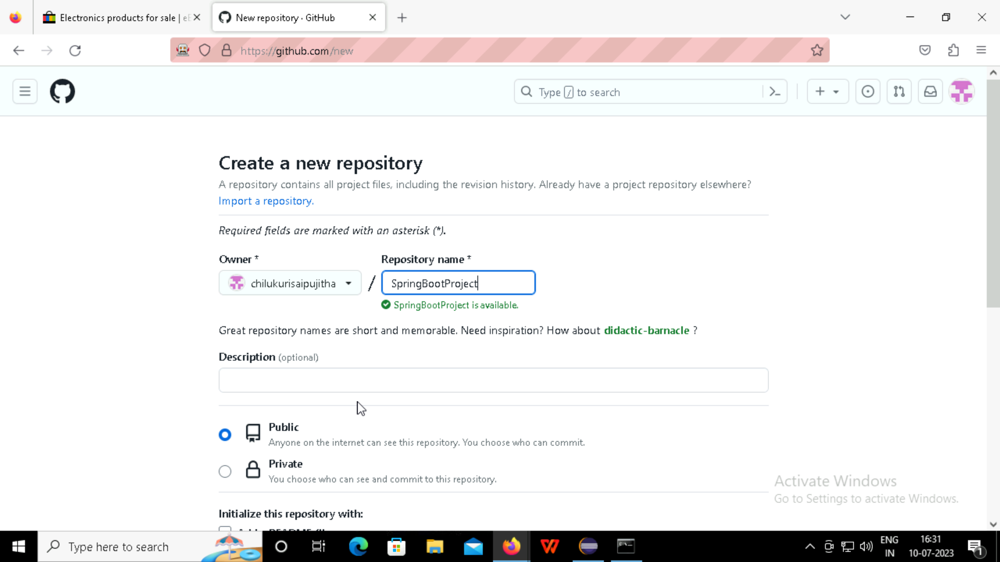 Electronics products for sale | eB
New repository · GitHub
https://github.com/new
Type / to search
Create a new repository
A repository contains all project files, including the revision history. Already have a project repository elsewhere?
Import a repository.
Required fields are marked with an asterisk (*).
Owner *
Repository name *
chilukurisaipujitha
/
SpringBootProject
SpringBootProject is available.
Great repository names are short and memorable. Need inspiration? How about didactic-barnacle ?
Description (optional)
Public
Anyone on the internet can see this repository. You choose who can commit.
Private
You choose who can see and commit to this repository.
Activate Windows
Go to Settings to activate Windows.
Initialize this repository with:
Type here to search
ENG
IN
16:31
10-07-2023
1